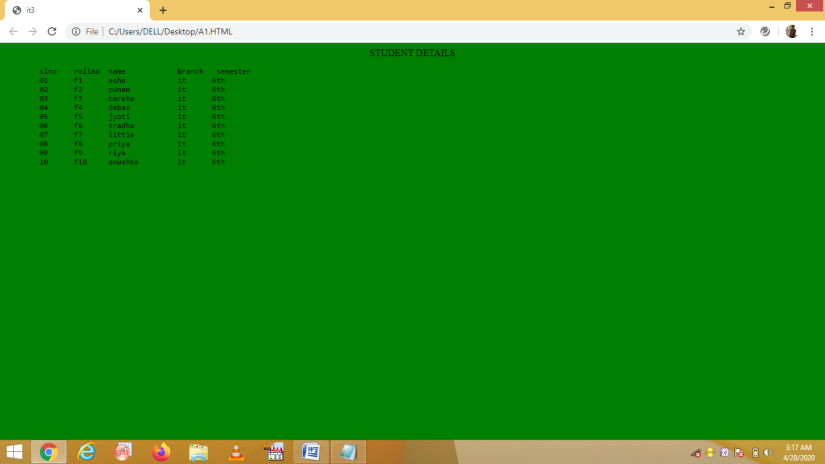 it3
File | C:/Users/DELL/Desktop/A1.HTML
STUDENT DETAILS
slno rollno name branch semester
01 f1 ashu it 6th
02 f2 punam it 6th
03 f3 barsha it 6th
04 f4 debas it 6th
05 f5 jyoti it 6th
06 f6 sradha it 6th
07 f7 little it 6th
08 f8 priya it 6th
09 f9 riya it 6th
10 f10 anushka it 6th
3:17 AM
4/28/2020